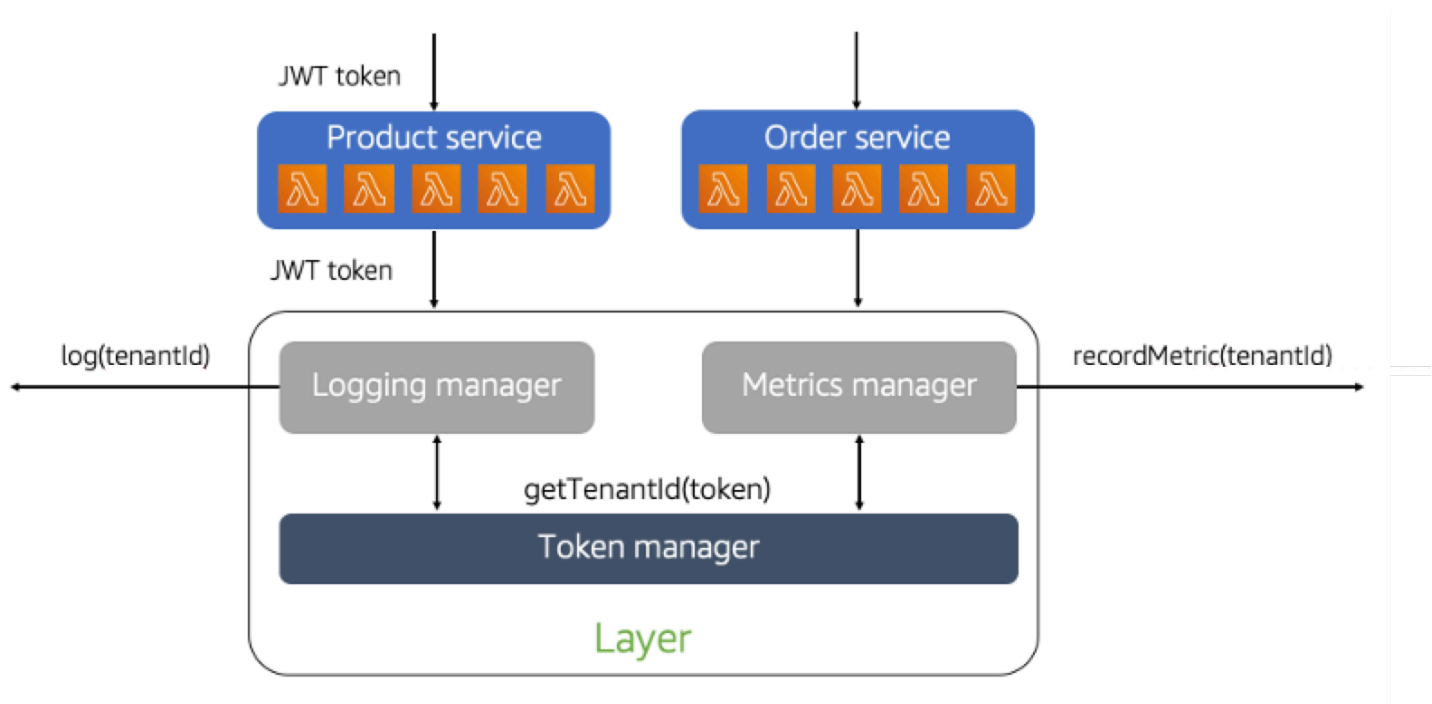 JWT token
Product service
Order service
JWT token
log(tenantId)
recordMetric(tenantId)
Logging manager
Metrics manager
getTenantId(token)
Token manager
Layer